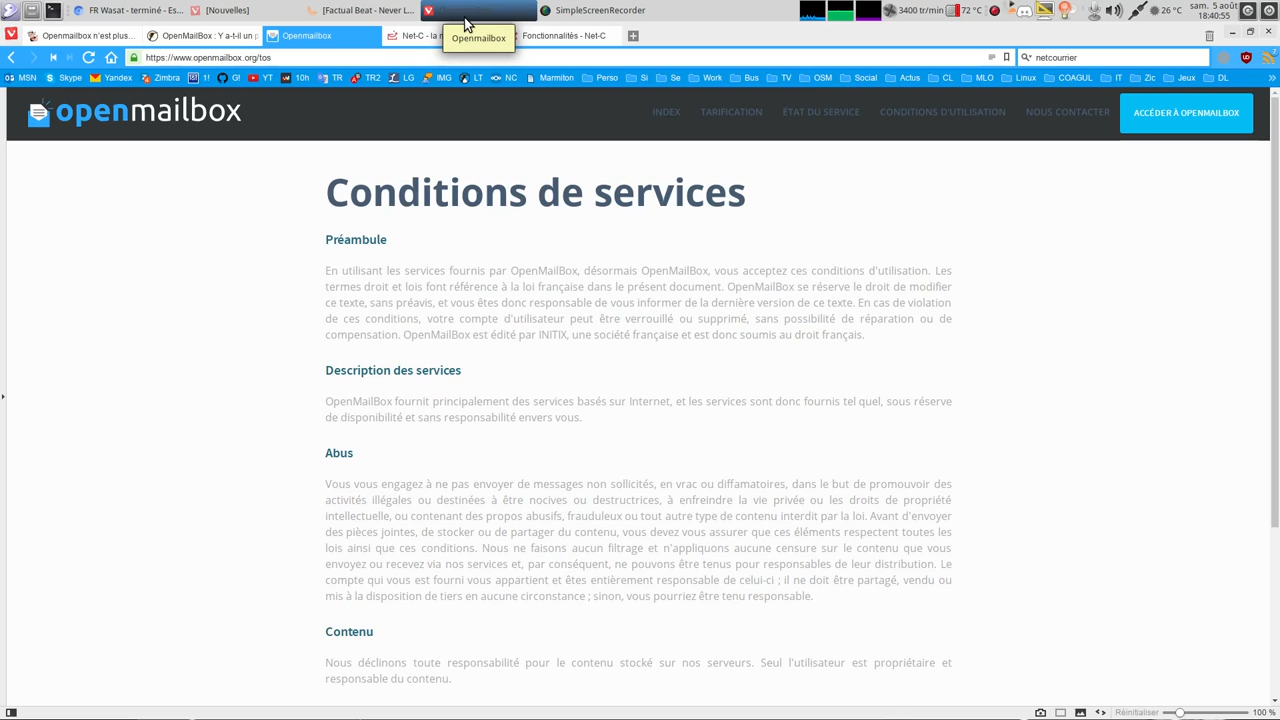 FR Wasat - terminé - Es...
[Nouvelles]
[Factual Beat - Never L...
SimpleScreenRecorder
3400 tr/min
72 °C
26 °C
sam. 5 août
18:40:55
Openmailbox n'est plus...
OpenMailBox : Y a-t-il un p
Openmailbox
Net-C - la m
Fonctionnalités - Net-C
Openmailbox
https://www.openmailbox.org/tos
netcourrier
MSN Skype Yandex Zimbra 1! G! YT 10h TR TR2 LG IMG LT NC Marmiton Perso Si Se Work Bus TV OSM Social Actus CL MLO Linux COAGUL IT Zic Jeux DL
openmailbox
INDEX TARIFICATION ÉTAT DU SERVICE CONDITIONS D'UTILISATION NOUS CONTACTER ACCÉDER À OPENMAILBOX
Conditions de services
Préambule
En utilisant les services fournis par OpenMailBox, désormais OpenMailBox, vous acceptez ces conditions d'utilisation. Les
termes droit et lois font référence à la loi française dans le présent document. OpenMailBox se réserve le droit de modifier
ce texte, sans préavis, et vous êtes donc responsable de vous informer de la dernière version de ce texte. En cas de violation
de ces conditions, votre compte d'utilisateur peut être verrouillé ou supprimé, sans possibilité de réparation ou de
compensation. OpenMailBox est édité par INITIX, une société française et est donc soumis au droit français.
Description des services
OpenMailBox fournit principalement des services basés sur Internet, et les services sont donc fournis tel quel, sous réserve
de disponibilité et sans responsabilité envers vous.
Abus
Vous vous engagez à ne pas envoyer de messages non sollicités, en vrac ou diffamatoires, dans le but de promouvoir des
activités illégales ou destinées à être nocives ou destructrices, à enfreindre la vie privée ou les droits de propriété
intellectuelle, ou contenant des propos abusifs, frauduleux ou tout autre type de contenu interdit par la loi. Avant d'envoyer
des pièces jointes, de stocker ou de partager du contenu, vous devez vous assurer que ces éléments respectent toutes les
lois ainsi que ces conditions. Nous ne faisons aucun filtrage et n'appliquons aucune censure sur le contenu que vous
envoyez ou recevez via nos services et, par conséquent, ne pouvons être tenus pour responsables de leur distribution. Le
compte qui vous est fourni vous appartient et êtes entièrement responsable de celui-ci ; il ne doit être partagé, vendu ou
mis à la disposition de tiers en aucune circonstance ; sinon, vous pourriez être tenu responsable.
Contenu
Nous déclinons toute responsabilité pour le contenu stocké sur nos serveurs. Seul l'utilisateur est propriétaire et
responsable du contenu.
Réinitialiser
100 %